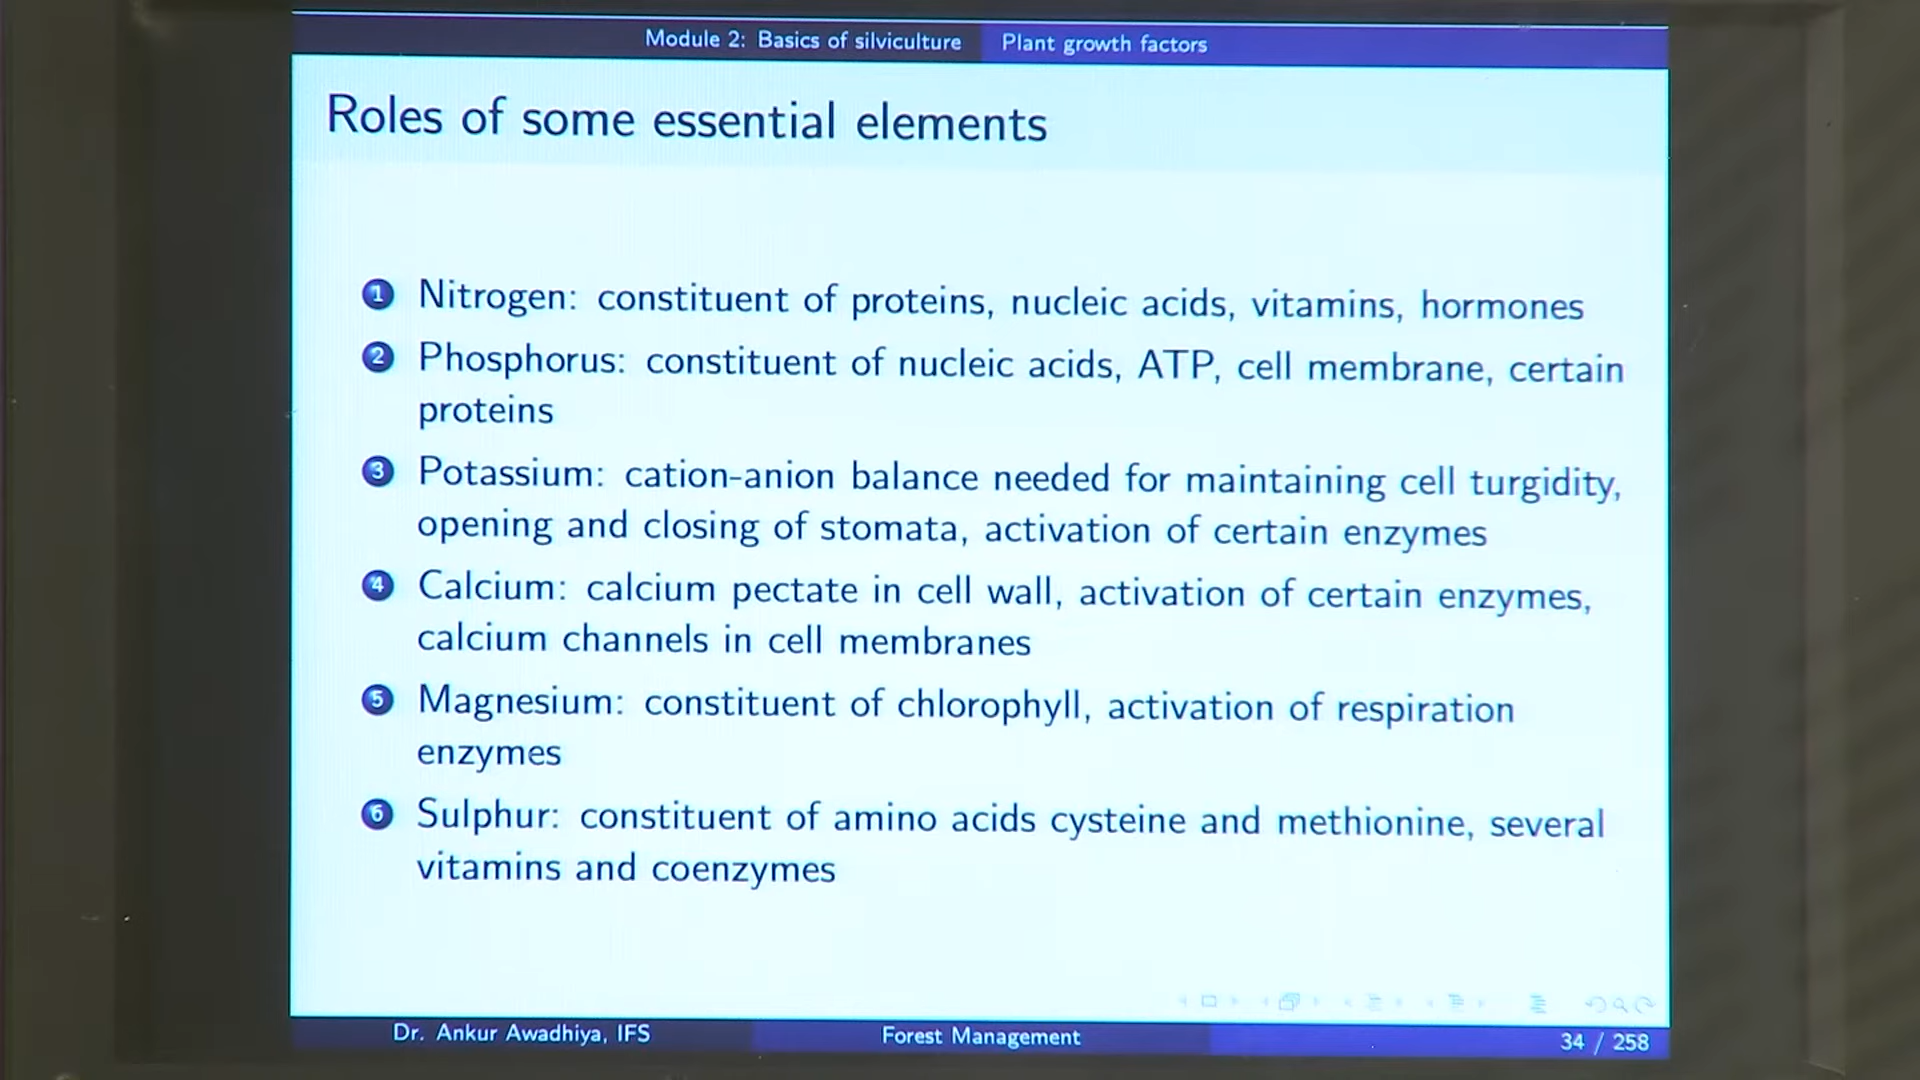 Module 2: Basics of silviculture Plant growth factors
Roles of some essential elements
1 Nitrogen: constituent of proteins, nucleic acids, vitamins, hormones
2 Phosphorus: constituent of nucleic acids, ATP, cell membrane, certain
proteins
3 Potassium: cation-anion balance needed for maintaining cell turgidity,
opening and closing of stomata, activation of certain enzymes
4 Calcium: calcium pectate in cell wall, activation of certain enzymes,
calcium channels in cell membranes
5 Magnesium: constituent of chlorophyll, activation of respiration
enzymes
6 Sulphur: constituent of amino acids cysteine and methionine, several
vitamins and coenzymes
Dr. Ankur Awadhiya, IFS Forest Management 34 / 258